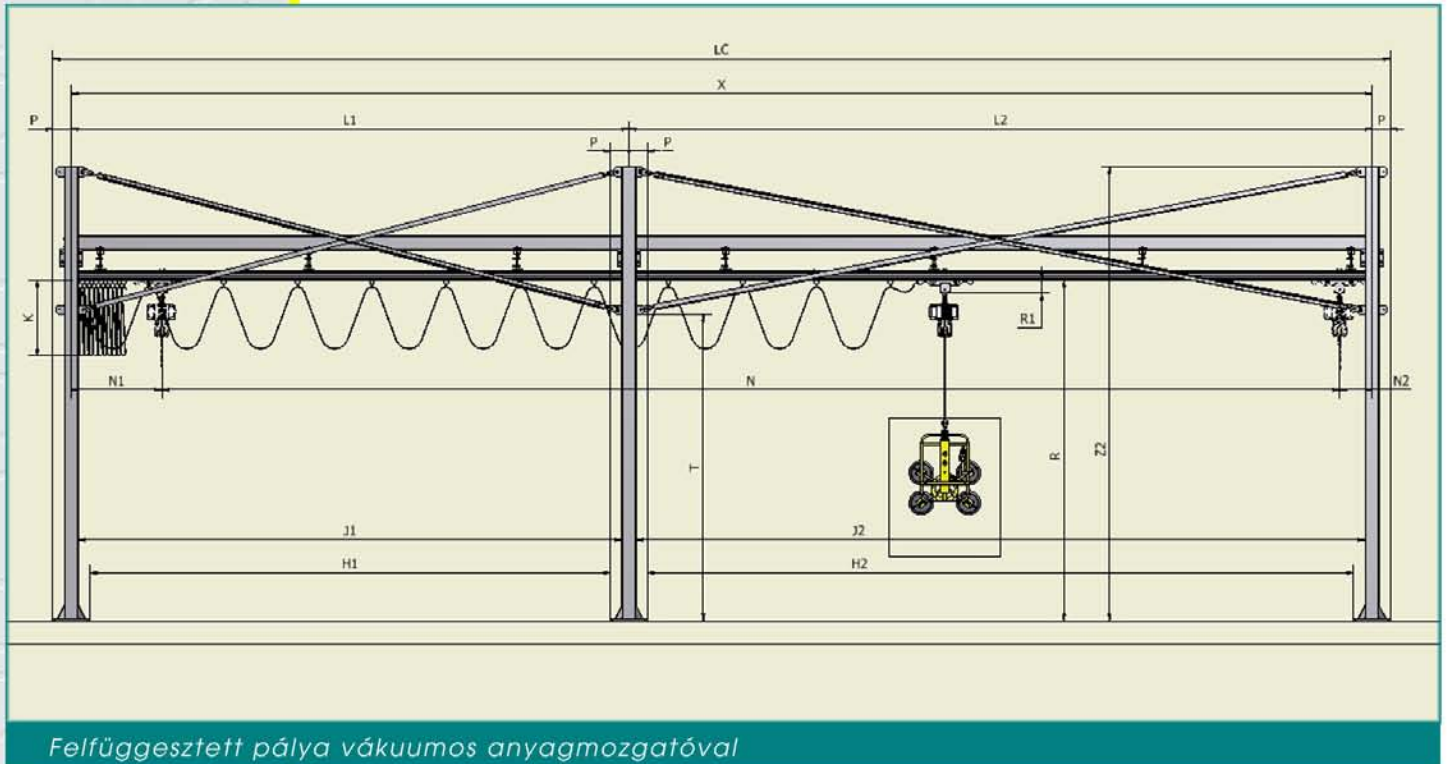 LC
X
P L1 L2 P
P P
K
R1
N1 N N2
T
R
Z2
J1 J2
H1 H2
Felfüggesztett pálya vákuumos anyagmozgatóval